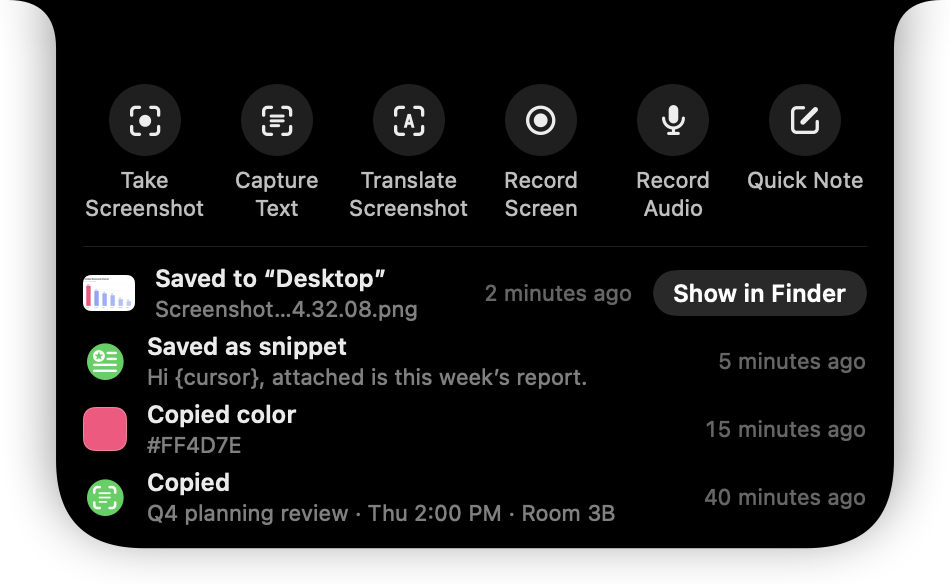 Take Screenshot
Capture Text
Translate Screenshot
Record Screen
Record Audio
Quick Note
Saved to “Desktop”
Screenshot...4.32.08.png
2 minutes ago
Show in Finder
Saved as snippet
Hi {cursor}, attached is this week’s report.
5 minutes ago
Copied color
#FF4D7E
15 minutes ago
Copied
Q4 planning review · Thu 2:00 PM · Room 3B
40 minutes ago